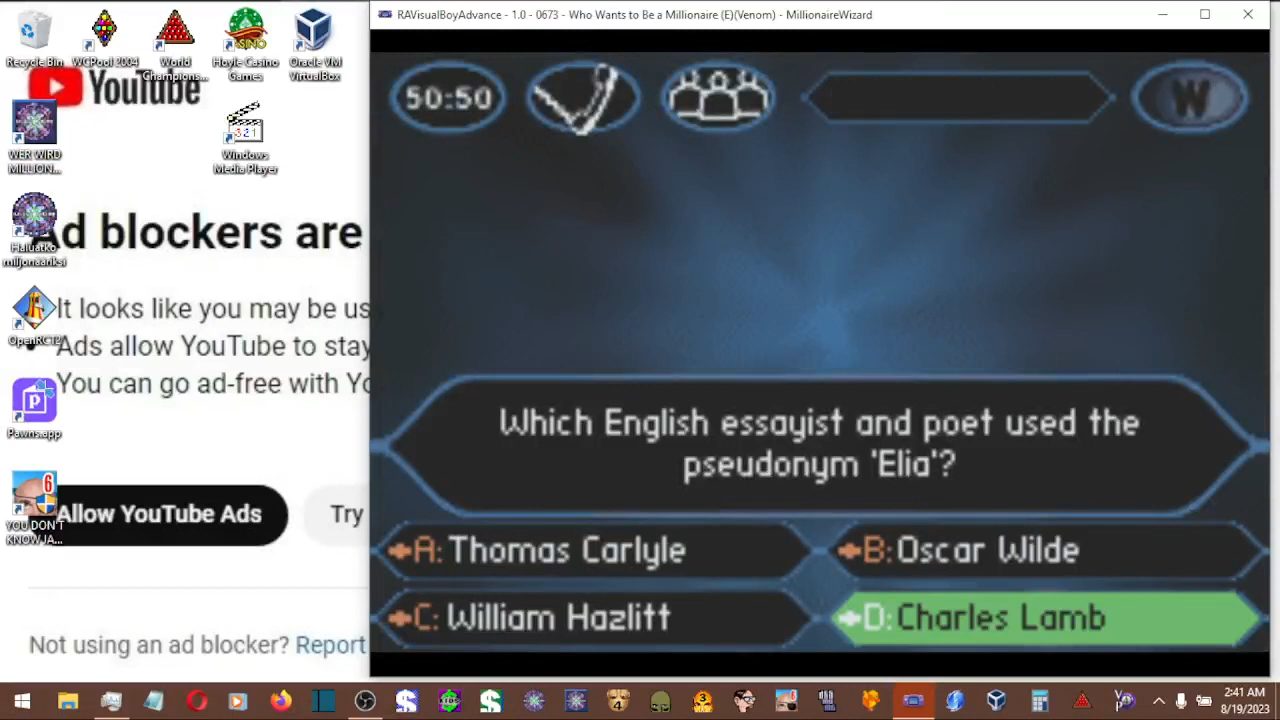 RAVisualBoyAdvance - 1.0 - 0673 - Who Wants to Be a Millionaire (E)(Venom) - MillionaireWizard
Recycle Bin
WCPool 2004
World Champions...
Hoyle Casino Games
Oracle VM VirtualBox
YouTube
WER WIRD MILLION...
321
Windows Media Player
50:50
W
Ad blockers are
Haluatko miljonääriksi
It looks like you may be us
OpenRCT2
Ads allow YouTube to stay
You can go ad-free with Yo
P
Pawns.app
Which English essayist and poet used the
pseudonym 'Elia'?
6
YOU DON'T KNOW JA...
Allow YouTube Ads
Try
A: Thomas Carlyle
B: Oscar Wilde
C: William Hazlitt
D: Charles Lamb
Not using an ad blocker? Report
2:41 AM
8/19/2023